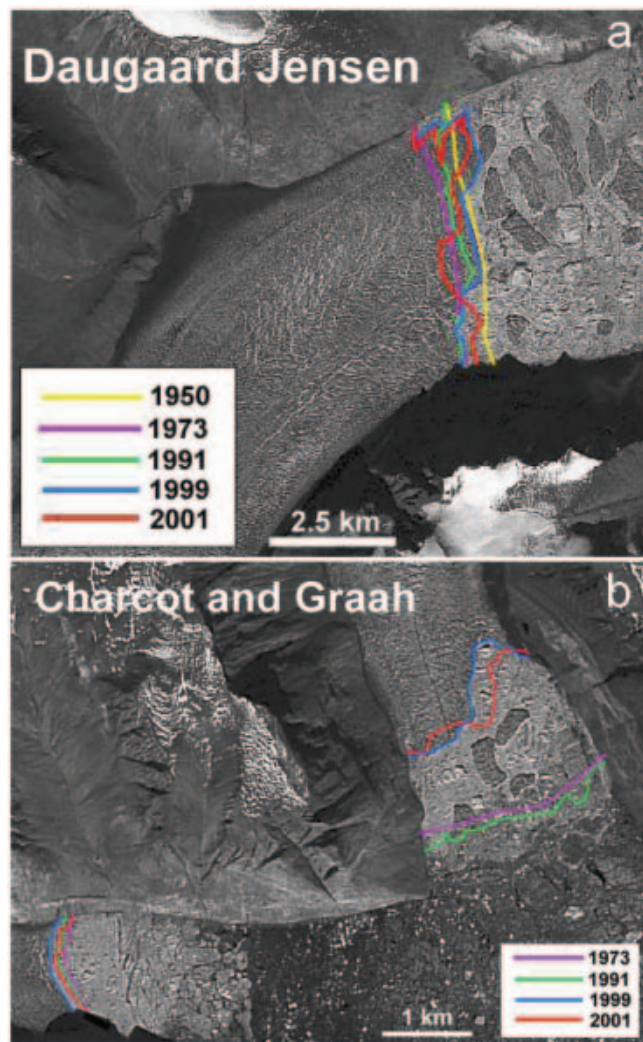 a
Daugaard Jensen
1950
1973
1991
1999
2001
2.5 km
Charcot and Graah
b
1973
1991
1999
2001
1 km